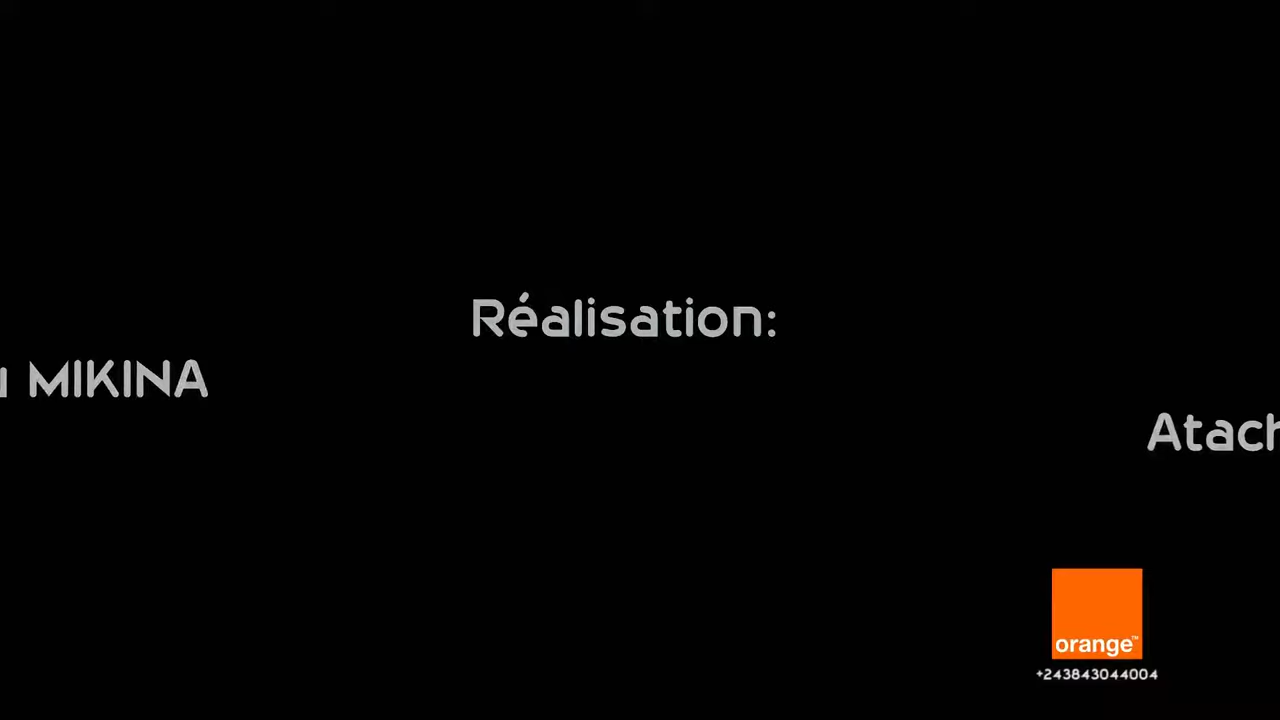 Réalisation:
MIKINA
Atach
orange™
+243843044004